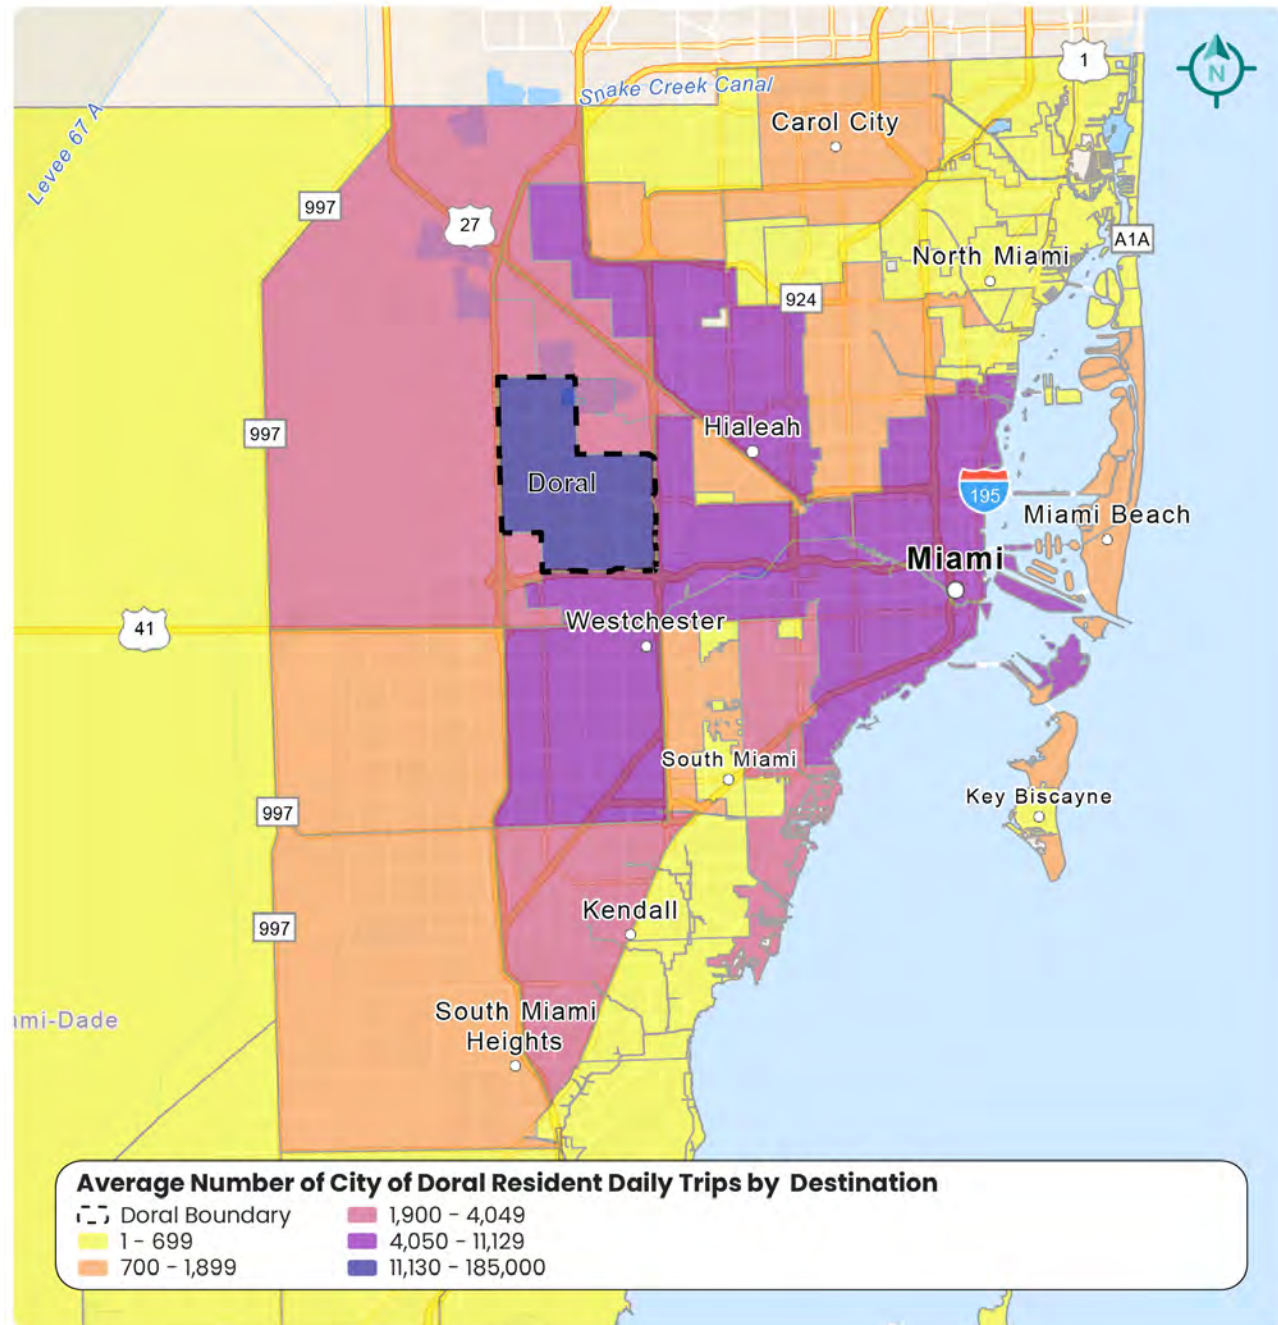 1
N
Snake Creek Canal
Levee 67 A
Carol City
997
27
A1A
North Miami
924
997
Hialeah
Doral
195
Miami Beach
Miami
41
Westchester
South Miami
Key Biscayne
997
Kendall
997
South Miami
Heights
ami-Dade
Average Number of City of Doral Resident Daily Trips by Destination
Doral Boundary
1 - 699
700 - 1,899
1,900 - 4,049
4,050 - 11,129
11,130 - 185,000